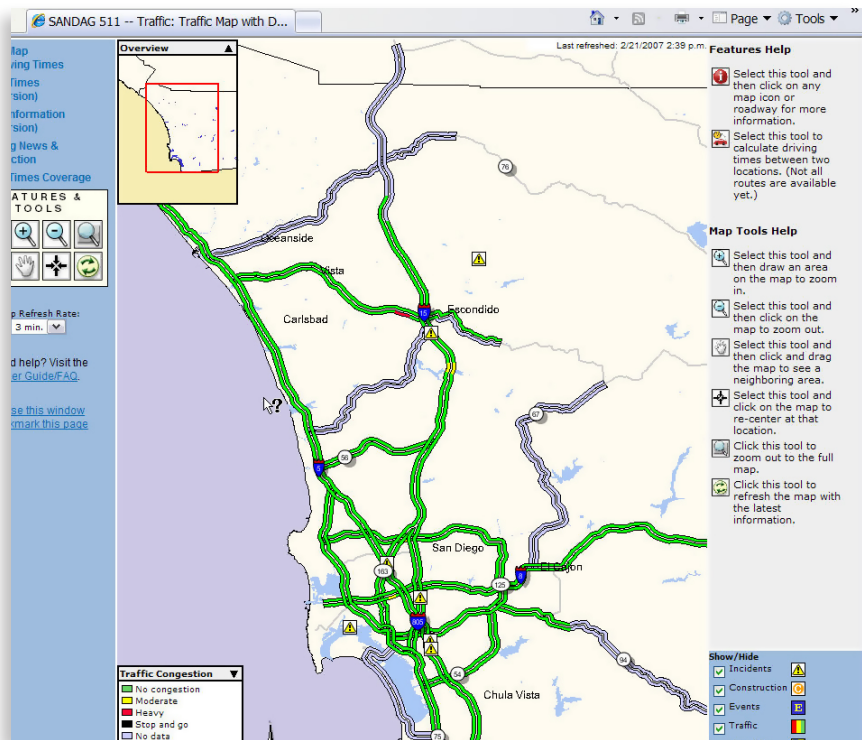 SANDAG 511 -- Traffic: Traffic Map with D...
Page
Tools
»
Map
ving Times
Times
rsion)
nformation
rsion)
g News &
ction
Times Coverage
ATURES &
TOOLS
p Refresh Rate:
3 min.
d help? Visit the
er Guide/FAQ.
se this window
kmark this page
Overview
Last refreshed: 2/21/2007 2:39 p.m.
76
Oceanside
Vista
Carlsbad
15
Escondido
67
56
5
San Diego
El Cajon
163
125
8
805
94
54
Chula Vista
75
Traffic Congestion
No congestion
Moderate
Heavy
Stop and go
No data
Features Help
Select this tool and
then click on any
map icon or
roadway for more
information.
Select this tool to
calculate driving
times between two
locations. (Not all
routes are available
yet.)
Map Tools Help
Select this tool and
then draw an area
on the map to zoom
in.
Select this tool and
then click on the
map to zoom out.
Select this tool and
then click and drag
the map to see a
neighboring area.
Select this tool and
click on the map to
re-center at that
location.
Click this tool to
zoom out to the full
map.
Click this tool to
refresh the map with
the latest
information.
Show/Hide
Incidents
Construction
Events
E
Traffic